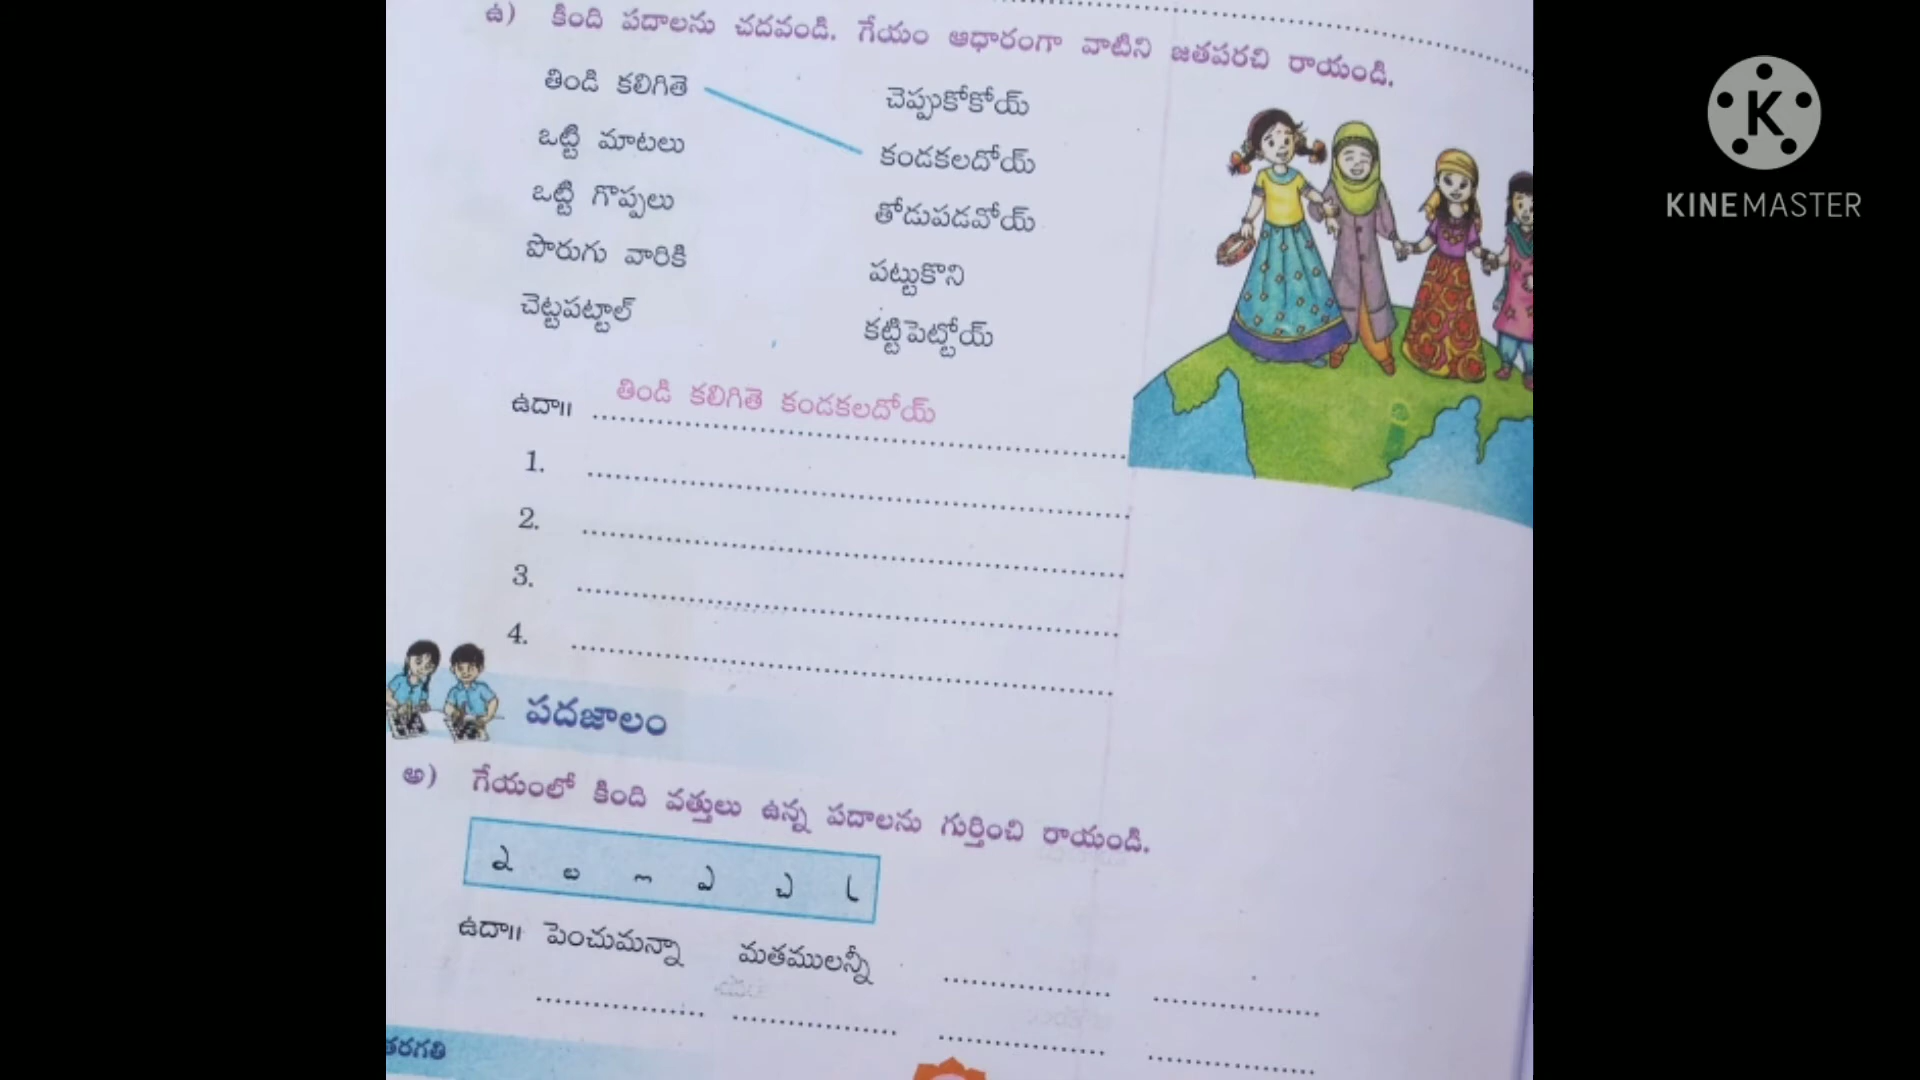 ఉ) కింది పదాలను చదవండి. గేయం ఆధారంగా వాటిని జతపరచి రాయండి.
తిండి కలిగితె చెప్పుకోకోయ్
ఒట్టి మాటలు కండకలదోయ్
ఒట్టి గొప్పలు తోడుపడవోయ్
పొరుగు వారికి పట్టుకొని
చెట్టపట్టాల్ కట్టిపెట్టోయ్
ఉదా॥ తిండి కలిగితె కండకలదోయ్
1.
2.
3.
4.
పదజాలం
అ) గేయంలో కింది వత్తులు ఉన్న పదాలను గుర్తించి రాయండి.
ఉదా॥ పెంచుమన్నా మతములన్నీ
తరగతి
K
KINEMASTER